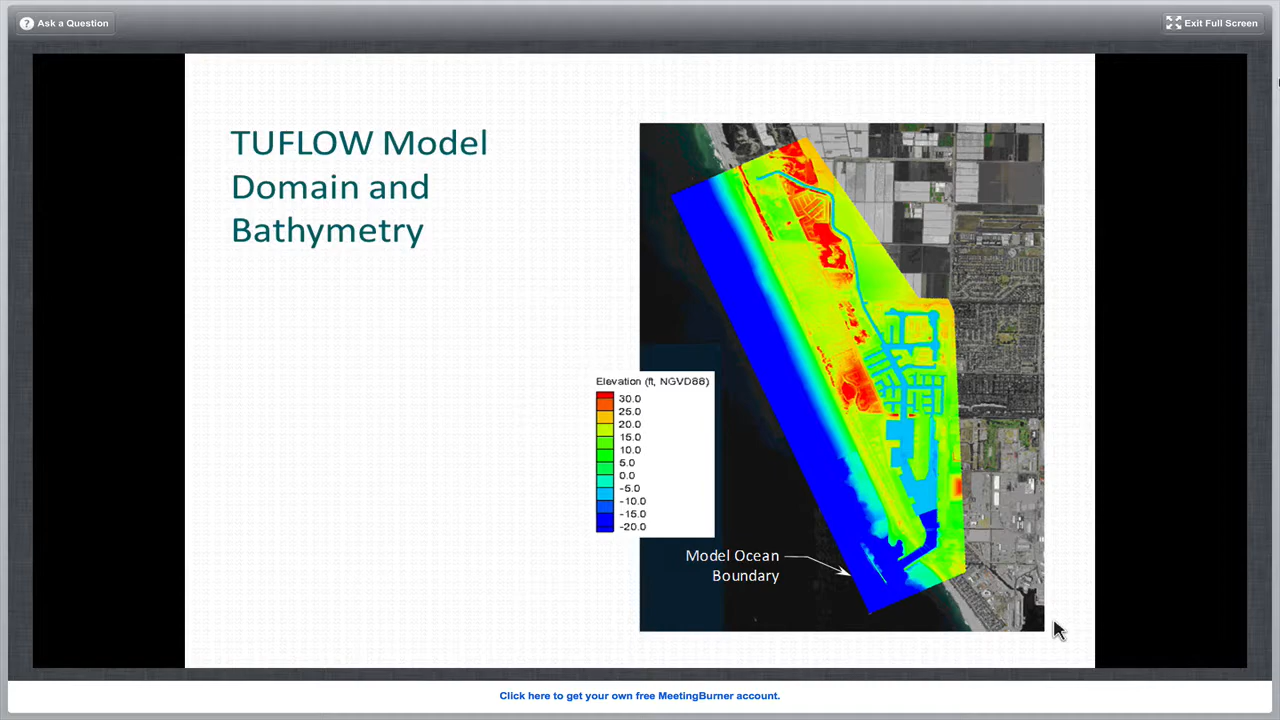 Ask a Question
Exit Full Screen
TUFLOW Model
Domain and
Bathymetry
Elevation (ft, NGVD88)
30.0
25.0
20.0
15.0
10.0
5.0
0.0
-5.0
-10.0
-15.0
-20.0
Model Ocean
Boundary
Click here to get your own free MeetingBurner account.